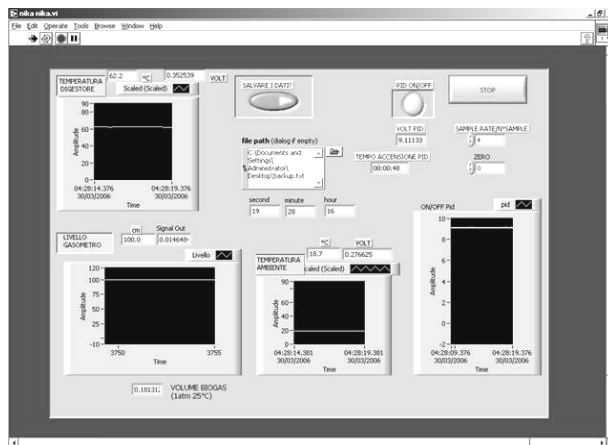 nika nika.vi
File Edit Operate Tools Browse Window Help
TEMPERATURA DIGESTORE
62.2 °C 0.352539 VOLT
Scaled (Scaled)
90
80
60
40
20
0
Amplitude
04:28:14.376 04:28:19.376
30/03/2006 30/03/2006
Time
SALVARE I DATI?
PID ON/OFF
STOP
file path (dialog if empty)
C:\Documents and
Settings\
Administrator\
Desktop\backup.txt
VOLT PID
9.11133
SAMPLE RATE/N°SAMPLE
4
TEMPO ACCENSIONE PID
00:00:48
ZERO
0
second minute hour
19 28 16
LIVELLO GASOMETRO
cm Signal Out
100.0
Livello
120
100
75
50
25
-10
Amplitude
3750 3755
Time
TEMPERATURA AMBIENTE
°C VOLT
18.7 0.276625
caled (Scaled)
90
80
60
40
20
0
Amplitude
04:28:14.381 04:28:19.381
30/03/2006 30/03/2006
Time
ON/OFF Pid pid
10
8
6
4
2
0
-2
Amplitude
04:28:09.376 04:28:19.376
30/03/2006 30/03/2006
Time
VOLUME BIOGAS
(1atm 25°C)